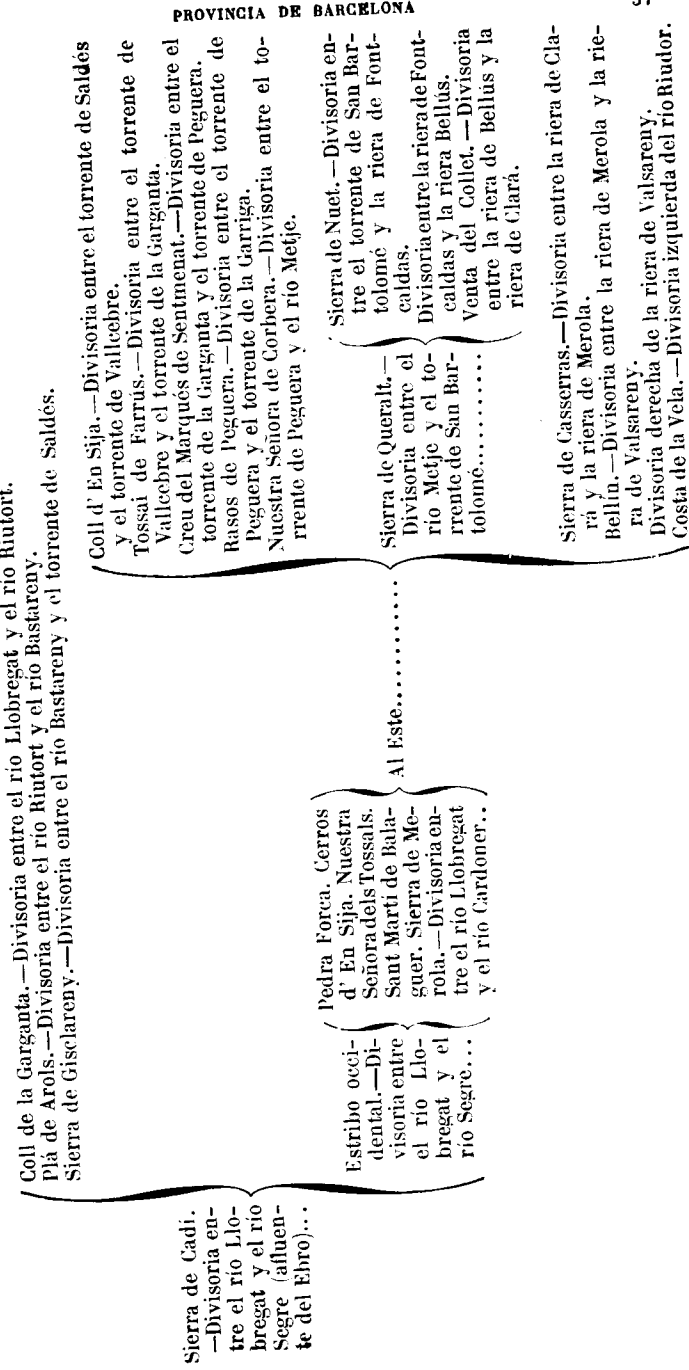 PROVINCIA DE BARCELONA
Sierra de Cadi.
—Divisoria en-
tre el río Llo-
bregat y el río
Segre (afluen-
te del Ebro)...
Coll de la Garganta.—Divisoria entre el río Llobregat y el río Riutort.
Plá de Arols.—Divisoria entre el río Riutort y el río Bastareny.
Sierra de Gisclareny.—Divisoria entre el río Bastareny y el torrente de Saldés.
Estribo occi-
dental.—Di-
visoria entre
el río Llo-
bregat y el
río Segre...
Pedra Forca. Cerros
d' En Sija. Nuestra
Señora dels Tossals.
Sant Martí de Bala-
guer. Sierra de Me-
rola.—Divisoria en-
tre el río Llobregat
y el río Cardoner..
Al Este............
Coll d' En Sija.—Divisoria entre el torrente de Saldés
y el torrente de Vallcebre.
Tossai de Farrús.—Divisoria entre el torrente de
Vallcebre y el torrente de la Garganta.
Creu del Marqués de Sentmenat.—Divisoria entre el
torrente de la Garganta y el torrente de Peguera.
Rasos de Peguera.—Divisoria entre el torrente de
Peguera y el torrente de la Garriga.
Nuestra Señora de Corbera.—Divisoria entre el to-
rrente de Peguera y el río Metje.
Sierra de Queralt.—
Divisoria entre el
río Metje y el to-
rrente de San Bar-
tolomé...........
Sierra de Nuet.—Divisoria en-
tre el torrente de San Bar-
tolomé y la riera de Font-
caldas.
Divisoria entre la riera de Font-
caldas y la riera Bellús.
Venta del Collet.—Divisoria
entre la riera de Bellús y la
riera de Clará.
Sierra de Casserras.—Divisoria entre la riera de Cla-
rá y la riera de Merola.
Bellín.—Divisoria entre la riera de Merola y la rie-
ra de Valsareny.
Divisoria derecha de la riera de Valsareny.
Costa de la Vela.—Divisoria izquierda del río Riudor.